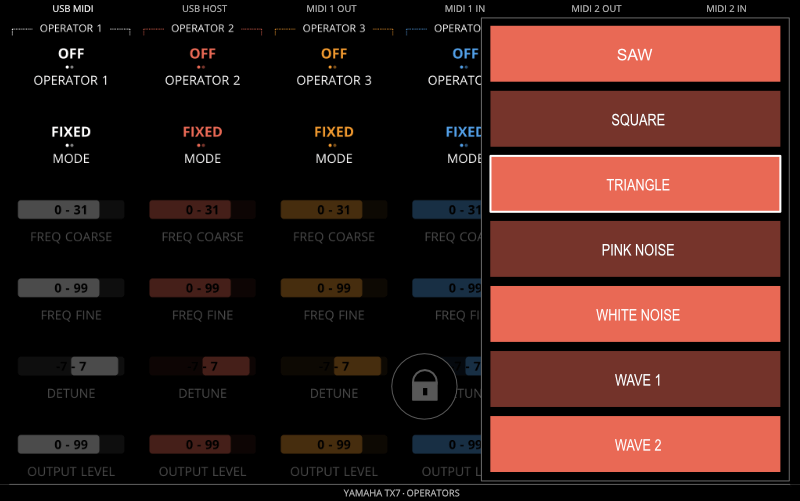 USB MIDI USB HOST MIDI 1 OUT MIDI 1 IN MIDI 2 OUT MIDI 2 IN
OPERATOR 1 OPERATOR 2 OPERATOR 3 OPERATO
OFF OFF OFF OFF
OPERATOR 1 OPERATOR 2 OPERATOR 3 OPERATO
FIXED FIXED FIXED FIXED
MODE MODE MODE MODE
0 - 31 0 - 31 0 - 31 0 - 31
FREQ COARSE FREQ COARSE FREQ COARSE FREQ COA
0 - 99 0 - 99 0 - 99 0 - 99
FREQ FINE FREQ FINE FREQ FINE FREQ FI
-7 - 7 -7 - 7 -7 - 7 - 7
DETUNE DETUNE DETUNE TUN
0 - 99 0 - 99 0 - 99 0 - 99
OUTPUT LEVEL OUTPUT LEVEL OUTPUT LEVEL OUTPUT L
SAW
SQUARE
TRIANGLE
PINK NOISE
WHITE NOISE
WAVE 1
WAVE 2
YAMAHA TX7 · OPERATORS